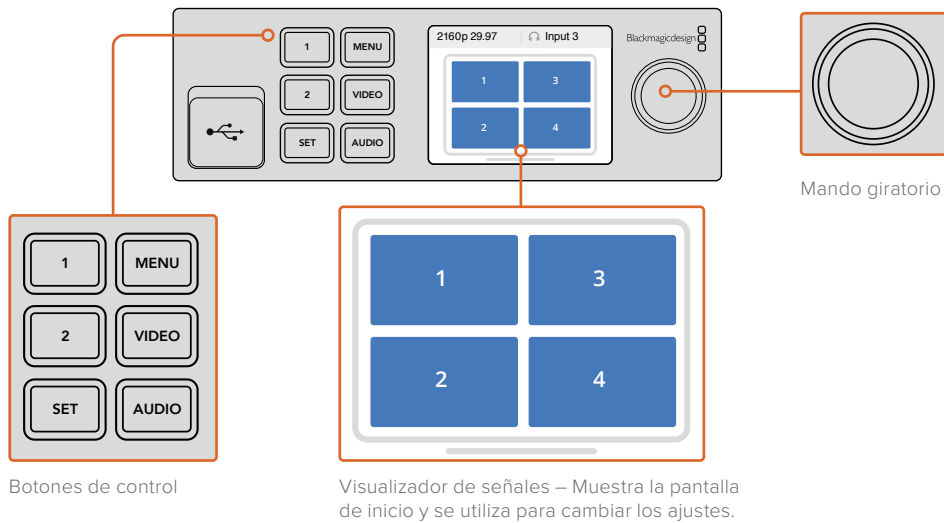 1 MENU
2 VIDEO
SET AUDIO
2160p 29.97 Input 3
1 3
2 4
Blackmagicdesign
Mando giratorio
1 MENU
2 VIDEO
SET AUDIO
Botones de control
1 3
2 4
Visualizador de señales – Muestra la pantalla
de inicio y se utiliza para cambiar los ajustes.